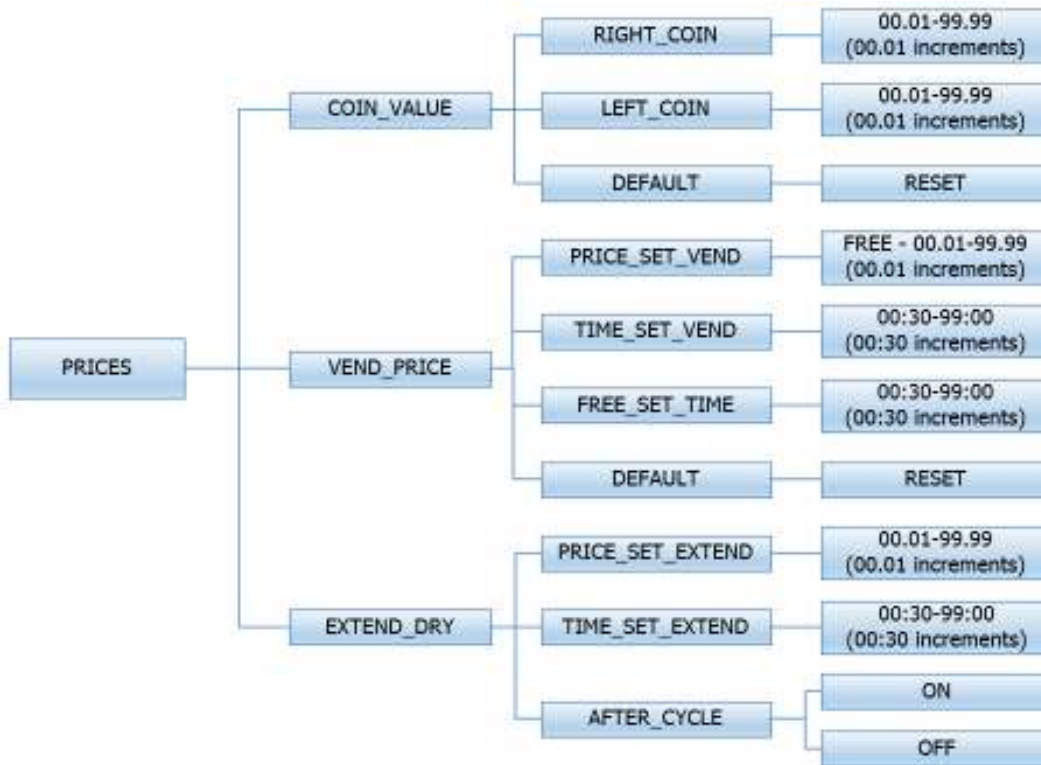 RIGHT_COIN
00.01-99.99
(00.01 increments)
COIN_VALUE
LEFT_COIN
00.01-99.99
(00.01 increments)
DEFAULT
RESET
PRICE_SET_VEND
FREE - 00.01-99.99
(00.01 increments)
TIME_SET_VEND
00:30-99:00
(00:30 increments)
PRICES
VEND_PRICE
FREE_SET_TIME
00:30-99:00
(00:30 increments)
DEFAULT
RESET
PRICE_SET_EXTEND
00.01-99.99
(00.01 increments)
EXTEND_DRY
TIME_SET_EXTEND
00:30-99:00
(00:30 increments)
AFTER_CYCLE
ON
OFF